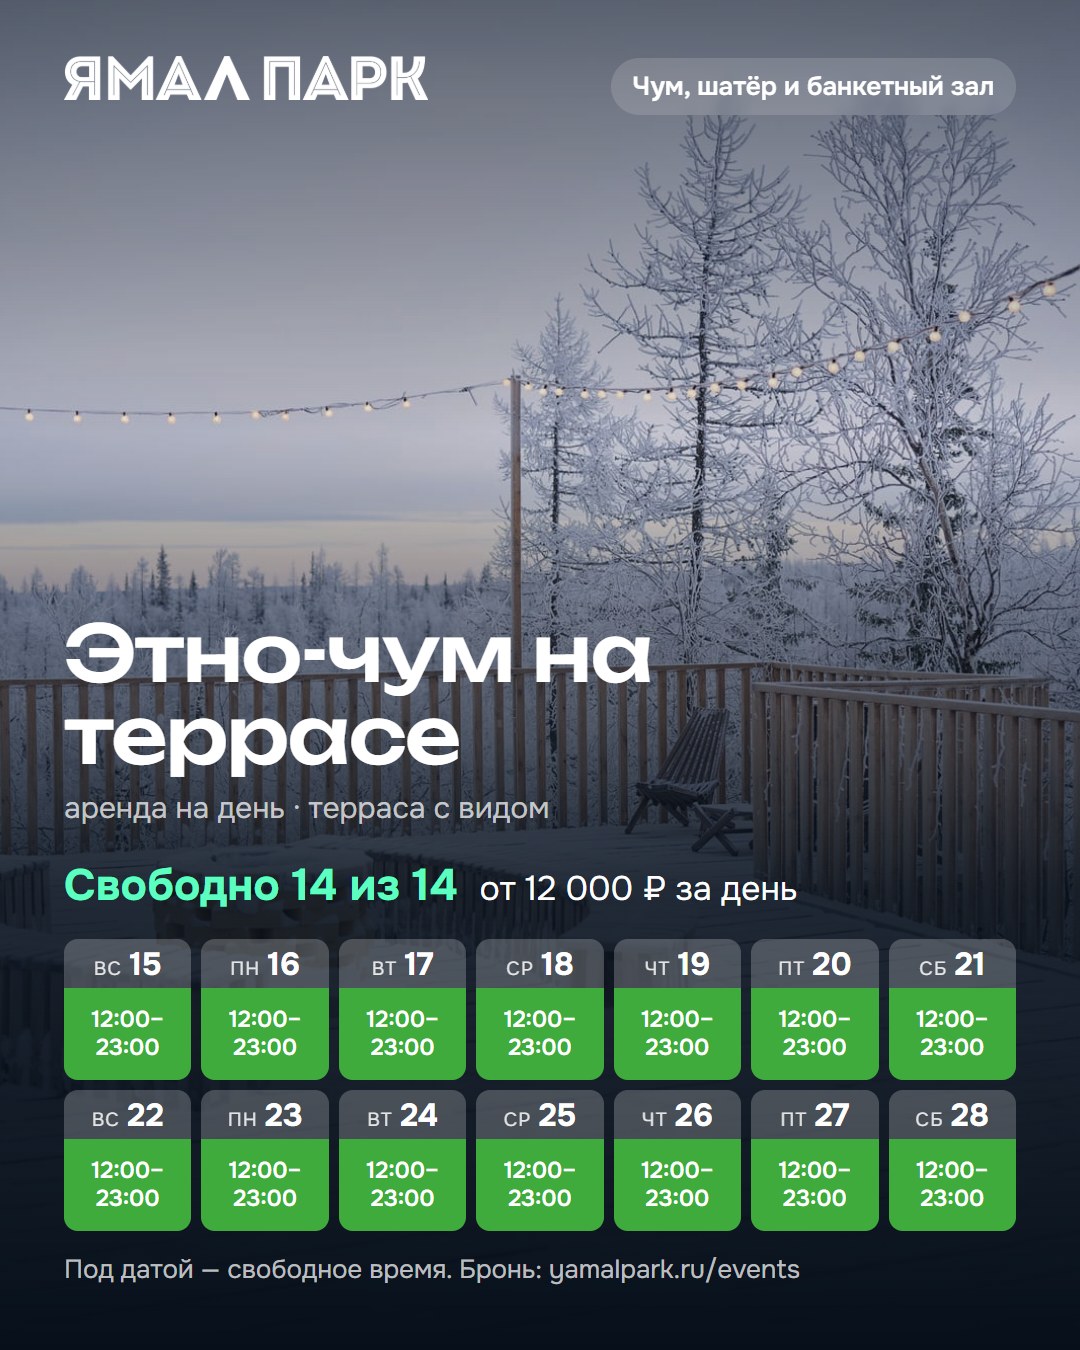 ЯМАЛ ПАРК
Чум, шатёр и банкетный зал
Этно-чум на
террасе
аренда на день · терраса с видом
Свободно 14 из 14 от 12 000 ₽ за день
ВС 15 ПН 16 ВТ 17 СР 18 ЧТ 19 ПТ 20 СБ 21
12:00– 12:00– 12:00– 12:00– 12:00– 12:00– 12:00–
23:00 23:00 23:00 23:00 23:00 23:00 23:00
ВС 22 ПН 23 ВТ 24 СР 25 ЧТ 26 ПТ 27 СБ 28
12:00– 12:00– 12:00– 12:00– 12:00– 12:00– 12:00–
23:00 23:00 23:00 23:00 23:00 23:00 23:00
Под датой — свободное время. Бронь: yamalpark.ru/events